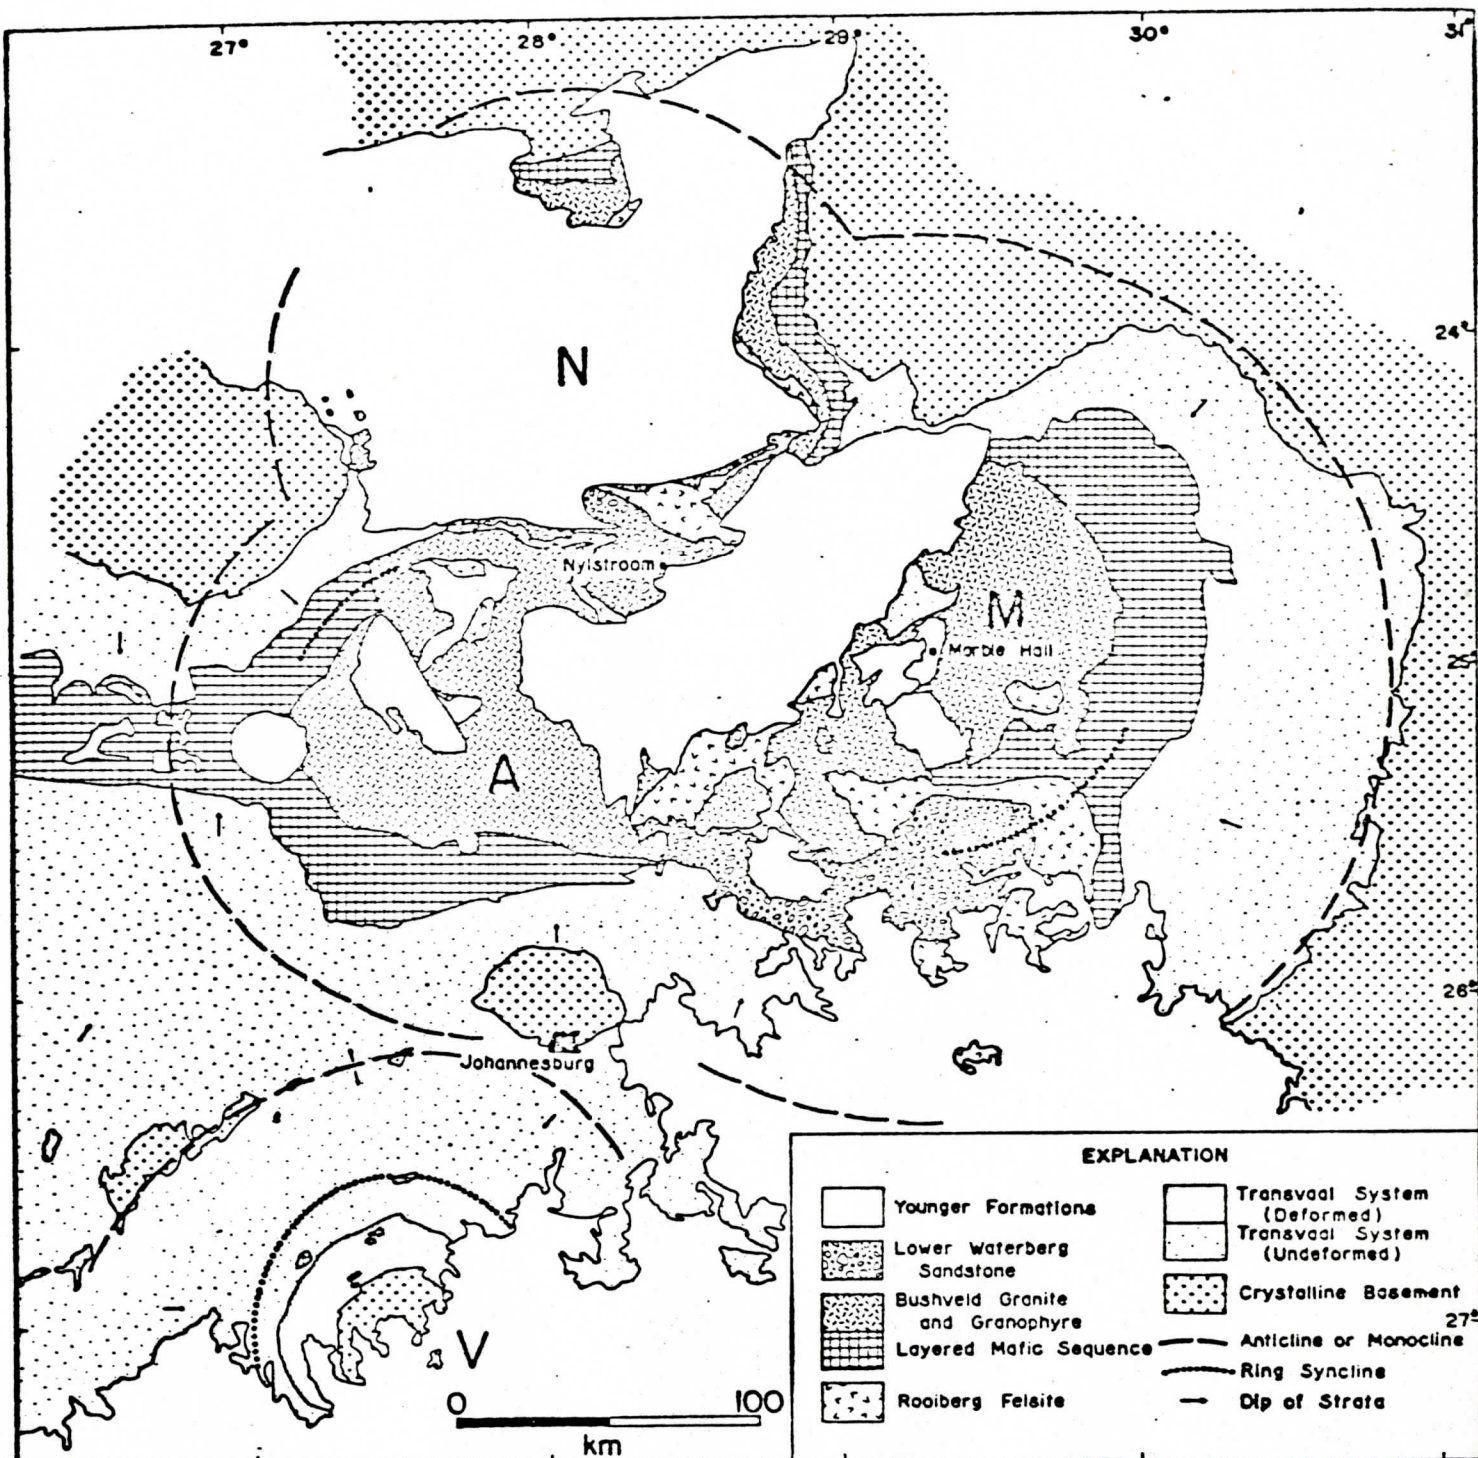 27°
28°
29°
30°
31°
24°
N
Nylstroom
M
Marble Hall
25°
A
26°
Johannesburg
V
0 100
km
EXPLANATION
Younger Formations
Lower Waterberg
Sandstone
Bushveld Granite
and Granophyre
Layered Mafic Sequence
Rooiberg Felsite
Transvaal System
(Deformed)
Transvaal System
(Undeformed)
Crystalline Basement
27°
Anticline or Monocline
Ring Syncline
Dip of Strata